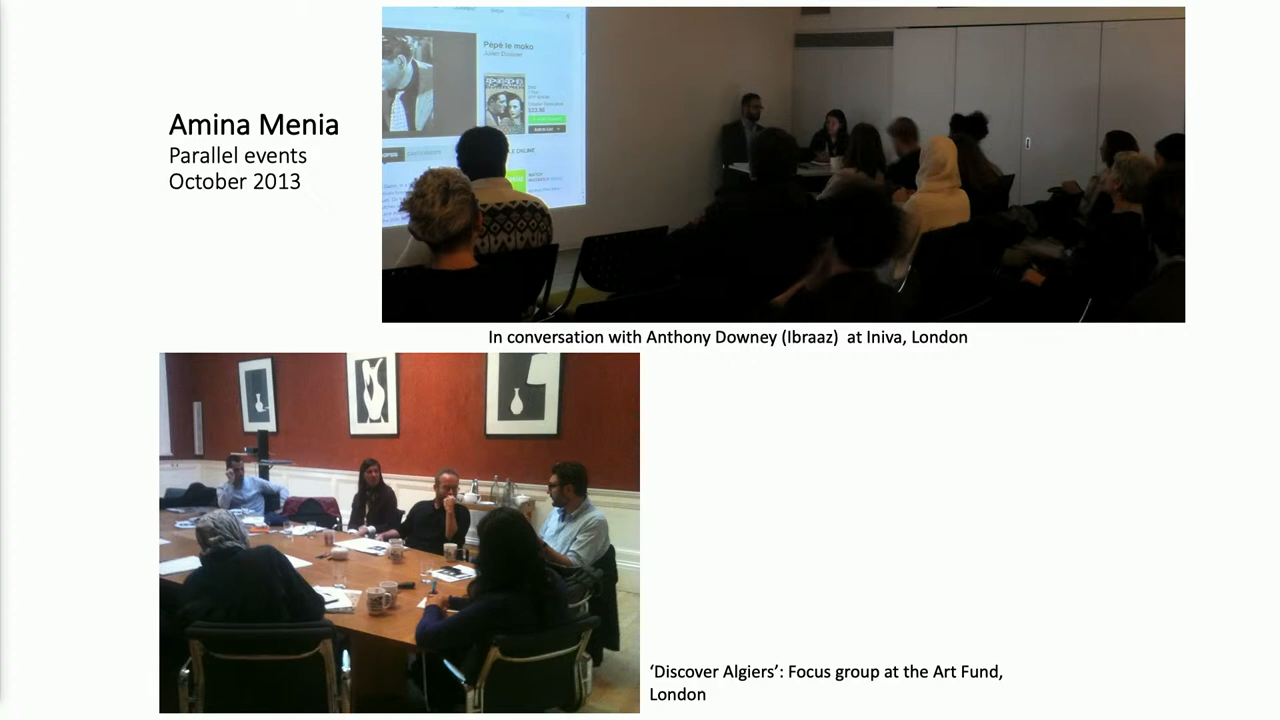 Amina Menia
Parallel events
October 2013
Pépé le moko
In conversation with Anthony Downey (Ibraaz)  at Iniva, London
‘Discover Algiers’: Focus group at the Art Fund,
London